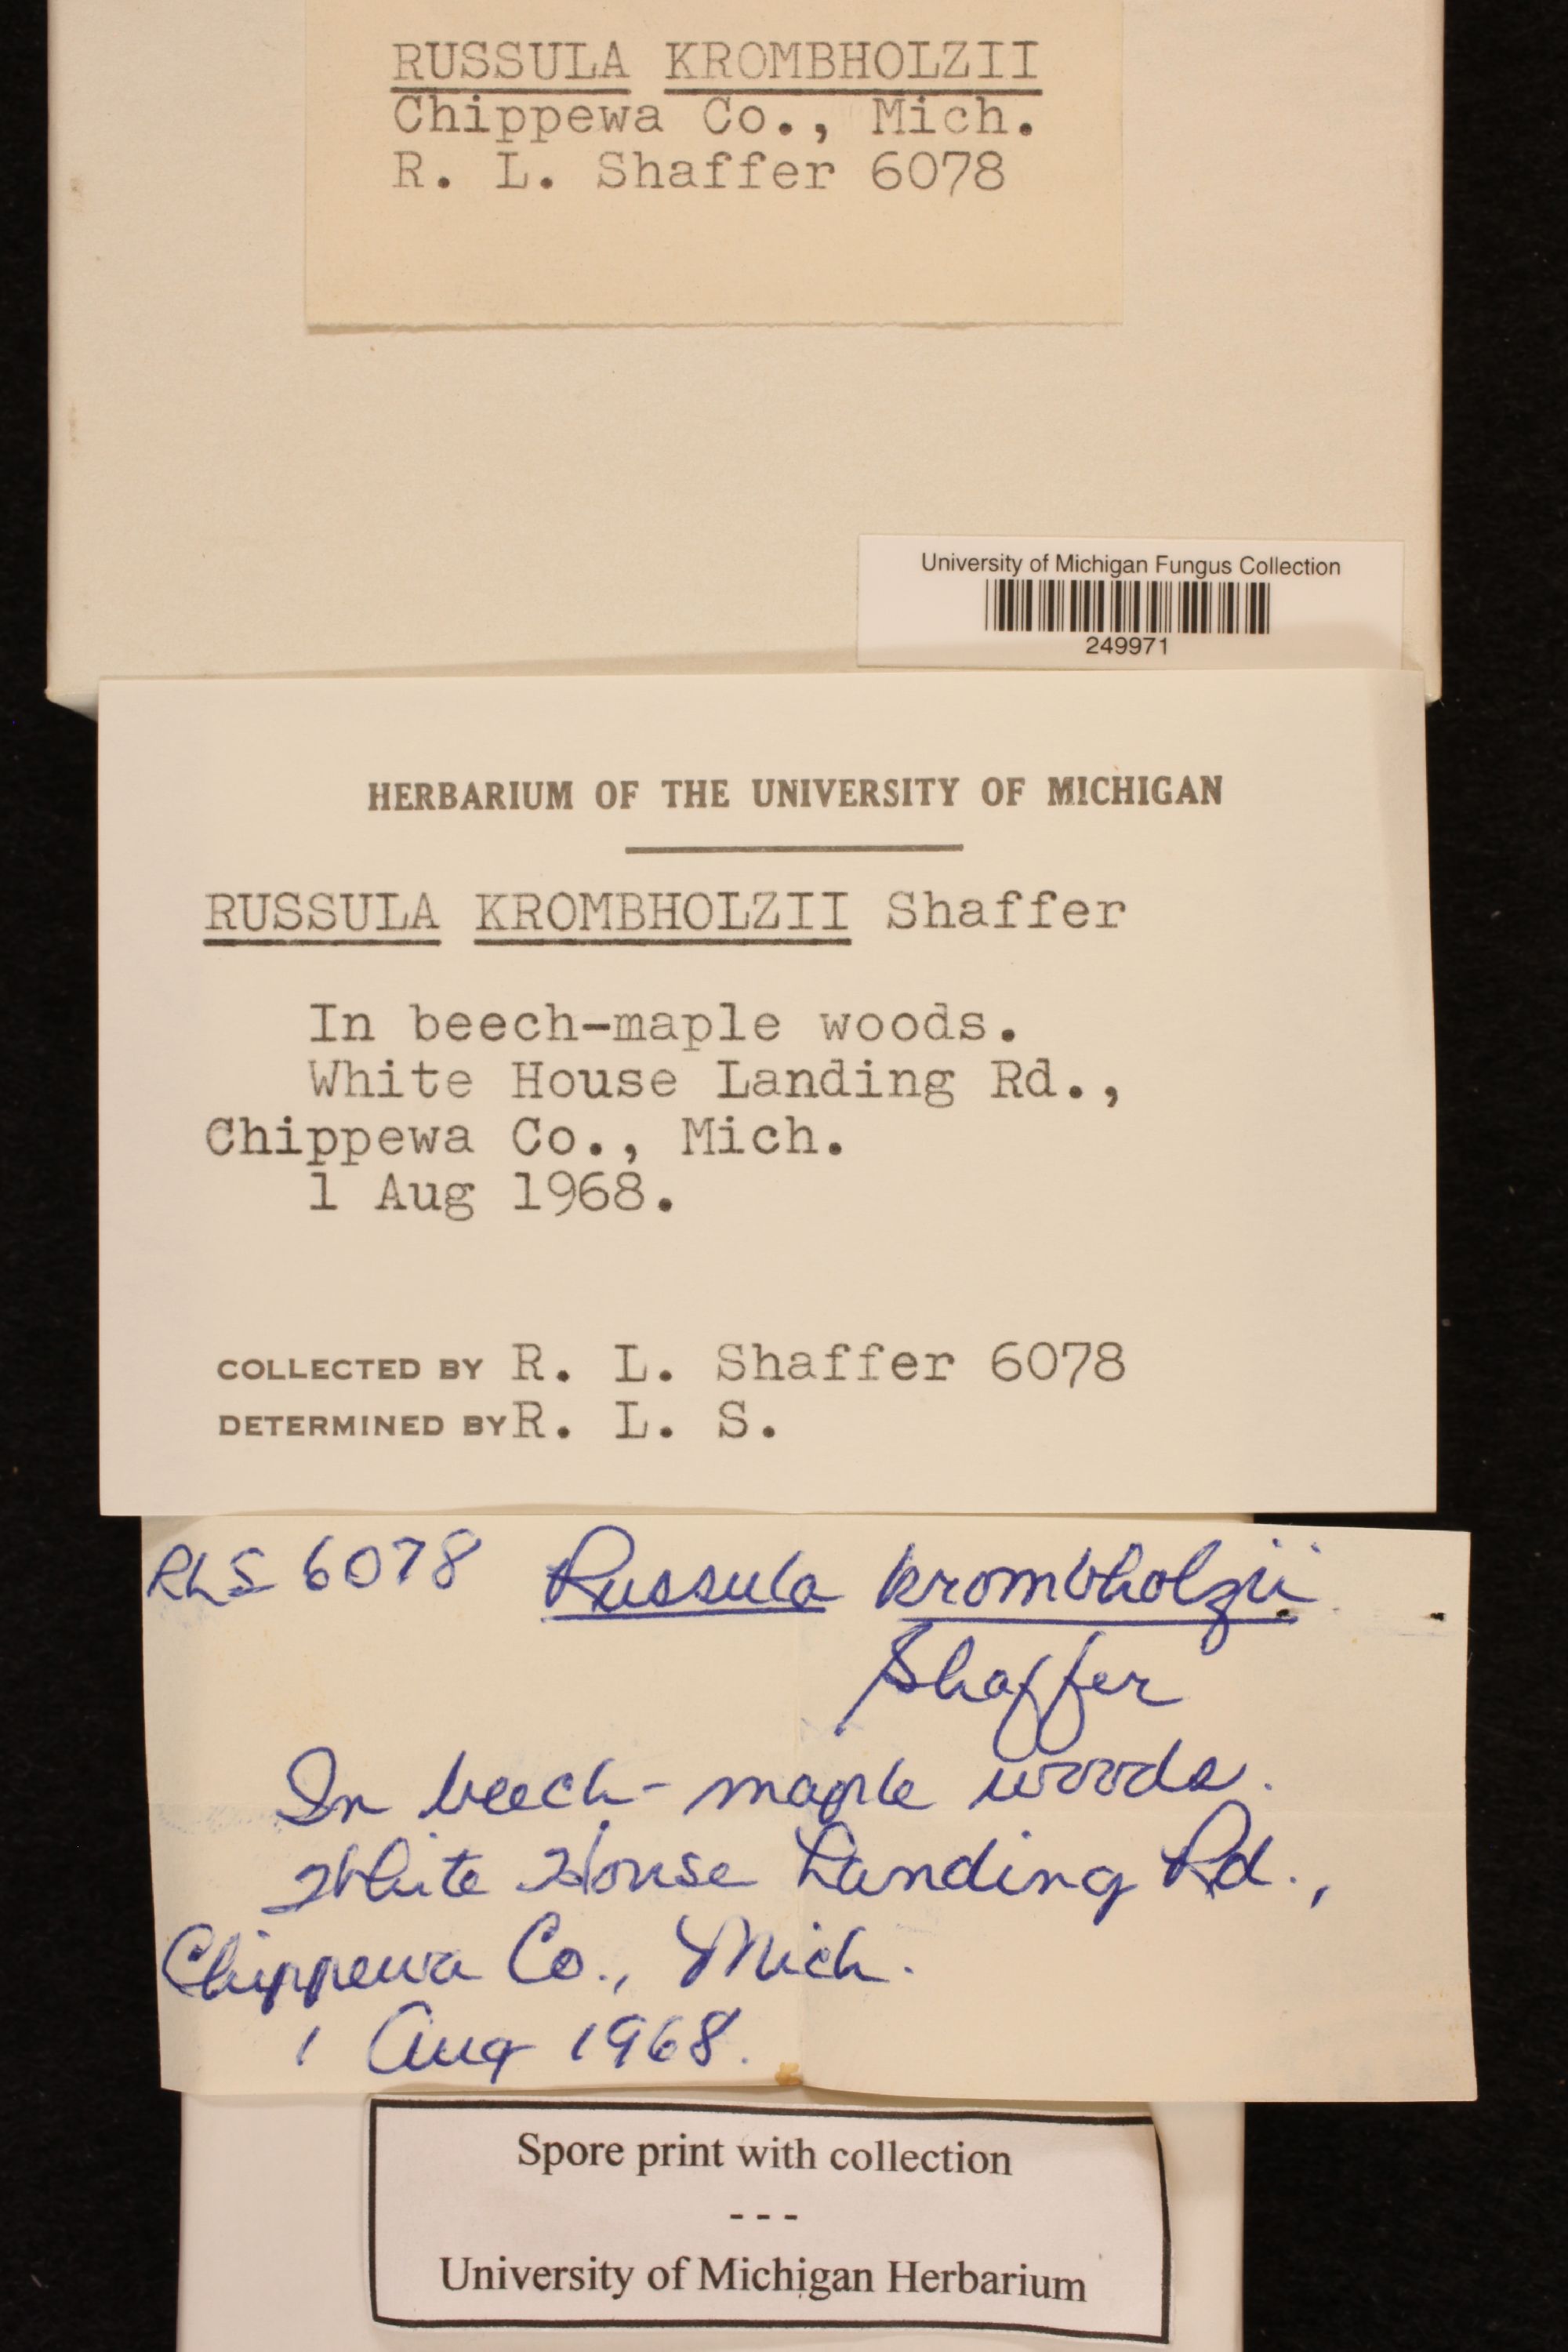 RUSSULA KROMBHOLZII
Chippewa Co., Mich.
R. L. Shaffer 6078
University of Michigan Fungus Collection
249971
HERBARIUM OF THE UNIVERSITY OF MICHIGAN
RUSSULA KROMBHOLZII Shaffer
In beech-maple woods.
White House Landing Rd.,
Chippewa Co., Mich.
1 Aug 1968.
COLLECTED BY R. L. Shaffer 6078
DETERMINED BY R. L. S.
RLS 6078 Russula krombholzii
Shaffer
In beech-maple woods.
White House Landing Rd.,
Chippewa Co., Mich.
1 Aug 1968.
Spore print with collection
---
University of Michigan Herbarium